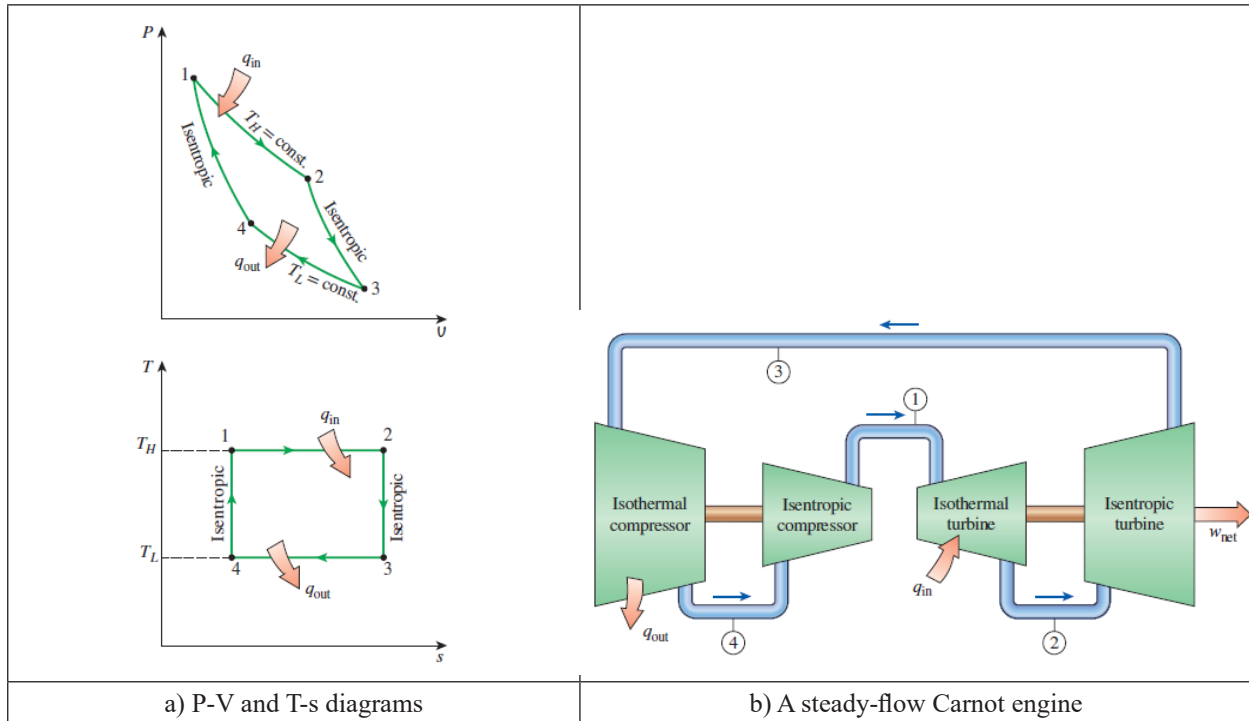 P
1
q_in
T_H = const.
Isentropic
2
Isentropic
4
q_out
T_L = const.
3
υ
T
q_in
1
2
T_H
Isentropic
Isentropic
T_L
4
3
q_out
s
3
1
Isothermal
compressor
Isentropic
compressor
Isothermal
turbine
Isentropic
turbine
w_net
q_in
q_out
4
2
a) P-V and T-s diagrams
b) A steady-flow Carnot engine